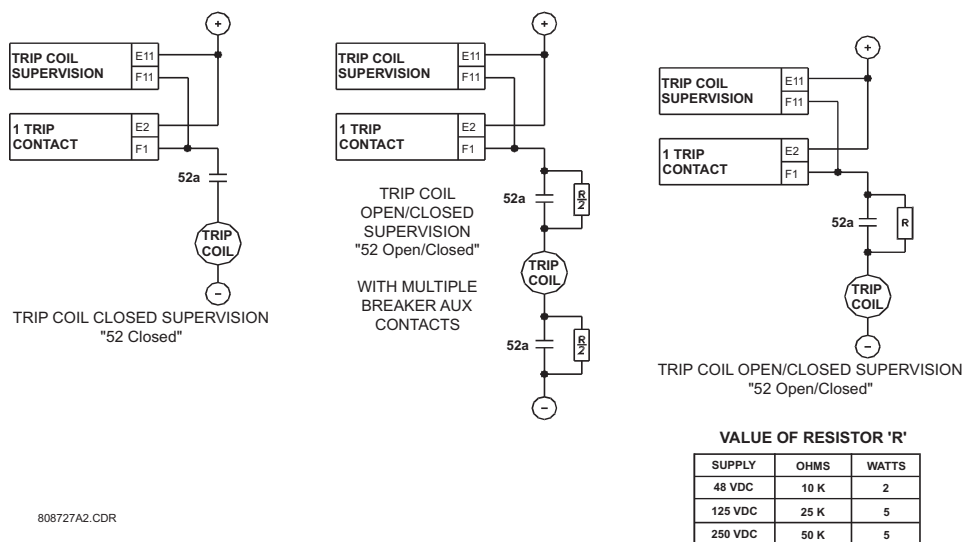 +
TRIP COIL
SUPERVISION
E11
F11
1 TRIP
CONTACT
E2
F1
52a
TRIP
COIL
-
TRIP COIL CLOSED SUPERVISION
"52 Closed"
+
TRIP COIL
SUPERVISION
E11
F11
1 TRIP
CONTACT
E2
F1
TRIP COIL
OPEN/CLOSED
SUPERVISION
"52 Open/Closed"
WITH MULTIPLE
BREAKER AUX
CONTACTS
52a
R
2
TRIP
COIL
52a
R
2
-
+
TRIP COIL
SUPERVISION
E11
F11
1 TRIP
CONTACT
E2
F1
52a
R
TRIP
COIL
-
TRIP COIL OPEN/CLOSED SUPERVISION
"52 Open/Closed"
VALUE OF RESISTOR 'R'
SUPPLY OHMS WATTS
48 VDC 10 K 2
125 VDC 25 K 5
250 VDC 50 K 5
808727A2.CDR